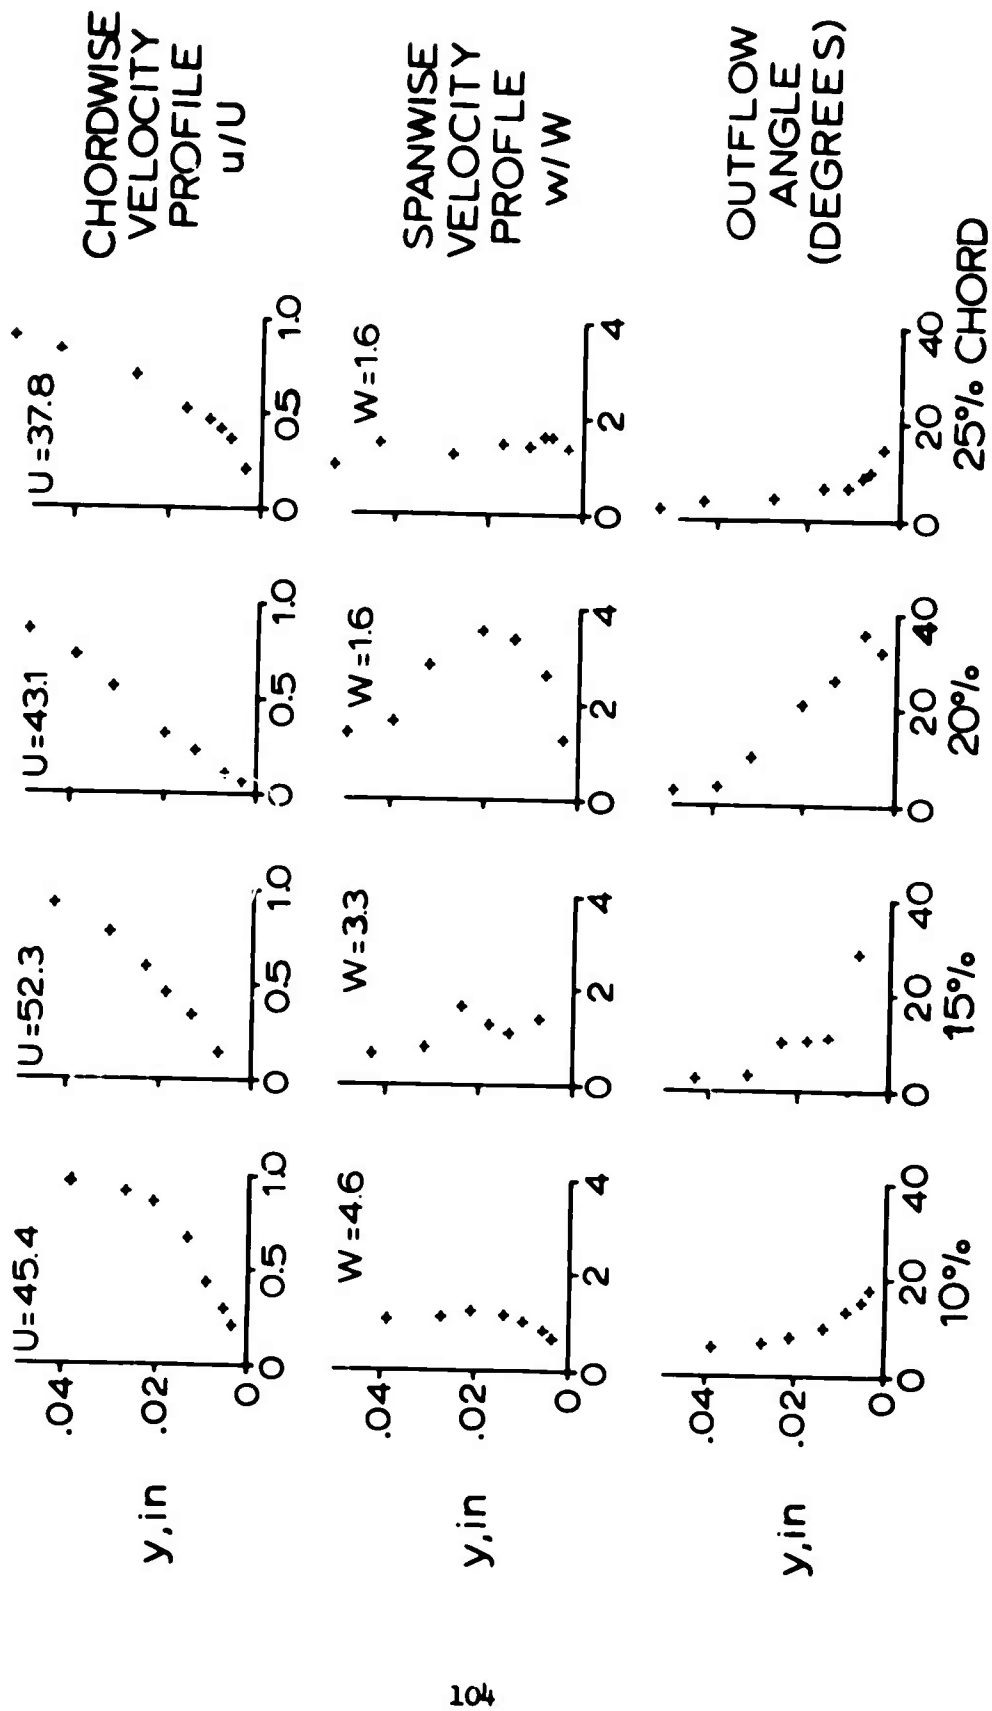 U=45.4
U=52.3
U=43.1
U=37.8
CHORDWISE
VELOCITY
PROFILE
u/U
y,in
.04
.02
0
0 0.5 1.0
0 0.5 1.0
0 0.5 1.0
0 0.5 1.0
W=4.6
W=3.3
W=1.6
W=1.6
SPANWISE
VELOCITY
PROFLE
w/W
y,in
.04
.02
0
0 2 4
0 2 4
0 2 4
0 2 4
OUTFLOW
ANGLE
(DEGREES)
y,in
.04
.02
0
0 20 40
0 20 40
0 20 40
0 20 40
10%
15%
20%
25% CHORD
104